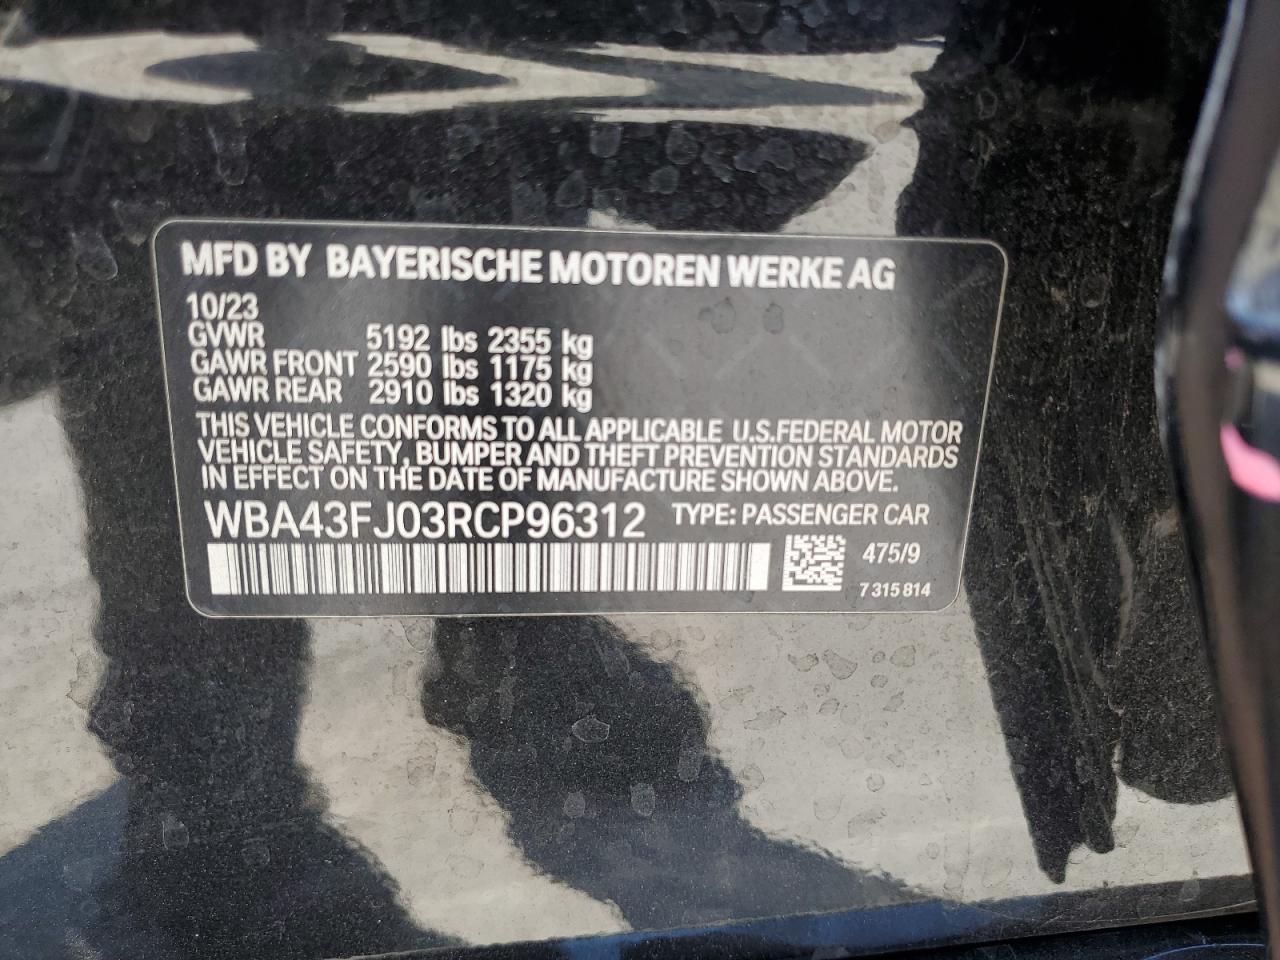 MFD BY BAYERISCHE MOTOREN WERKE AG
10/23
GVWR 5192 lbs 2355 kg
GAWR FRONT 2590 lbs 1175 kg
GAWR REAR 2910 lbs 1320 kg
THIS VEHICLE CONFORMS TO ALL APPLICABLE U.S.FEDERAL MOTOR
VEHICLE SAFETY, BUMPER AND THEFT PREVENTION STANDARDS
IN EFFECT ON THE DATE OF MANUFACTURE SHOWN ABOVE.
WBA43FJ03RCP96312 TYPE: PASSENGER CAR
475/9
7 315 814